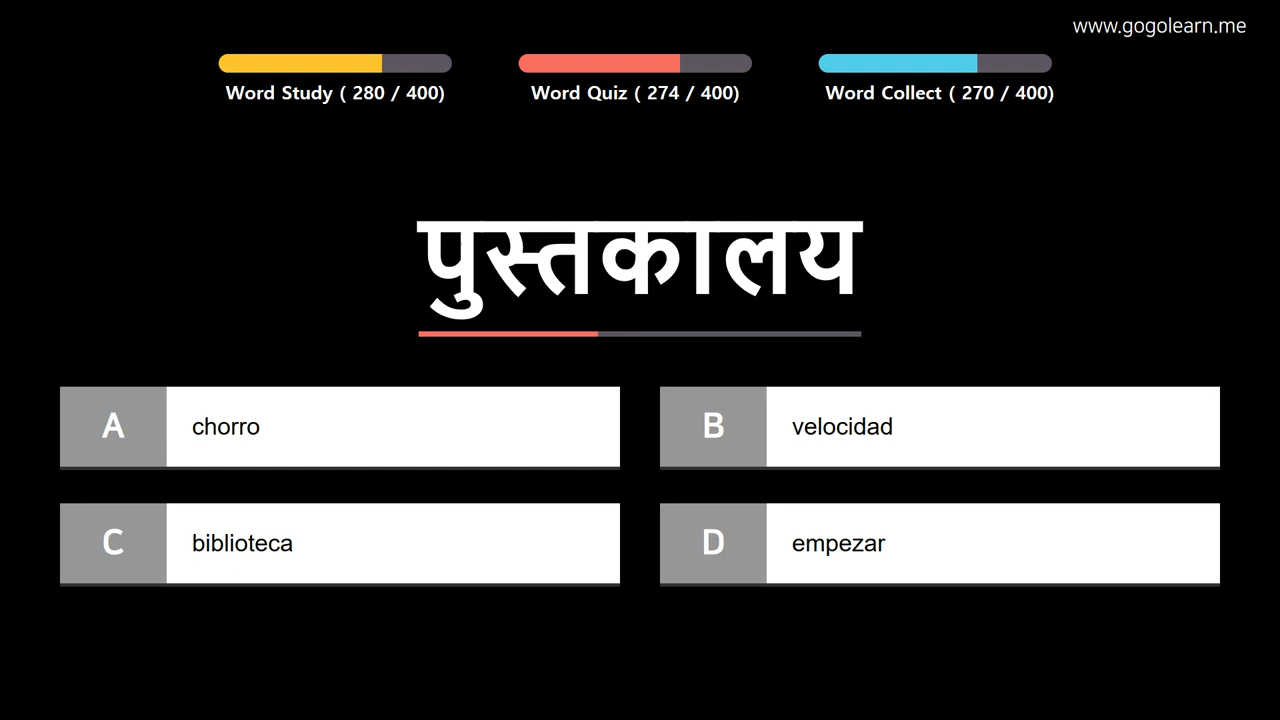 www.gogolearn.me
Word Study ( 280 / 400)
Word Quiz ( 274 / 400)
Word Collect ( 270 / 400)
पुस्तकालय
A chorro
B velocidad
C biblioteca
D empezar